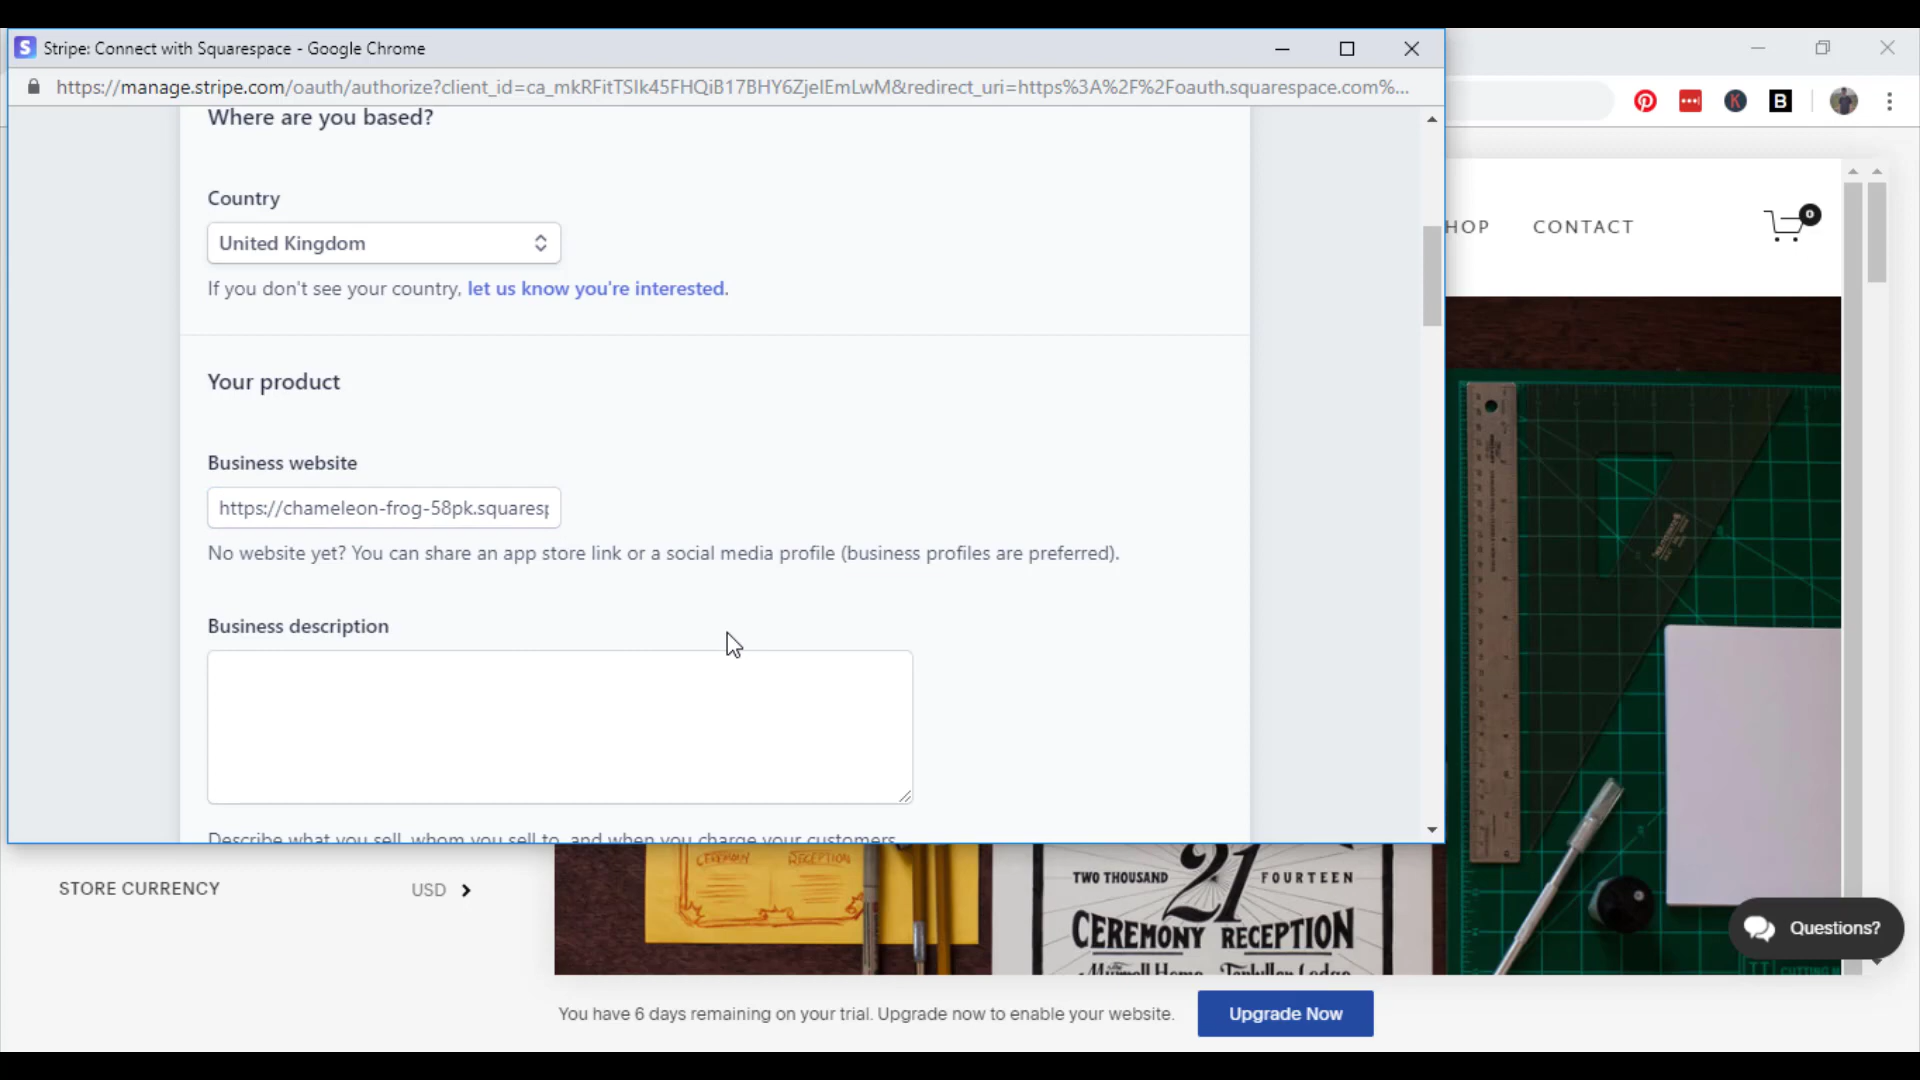 Stripe: Connect with Squarespace - Google Chrome
https://manage.stripe.com/oauth/authorize?client_id=ca_mkRFitTSIk45FHQiB17BHY6ZjelEmLwM&redirect_uri=https%3A%2F%2Foauth.squarespace.com%...
Where are you based?
Country
United Kingdom
If you don't see your country, let us know you're interested.
Your product
Business website
https://chameleon-frog-58pk.squaresp
No website yet? You can share an app store link or a social media profile (business profiles are preferred).
Business description
Describe what you sell, whom you sell to, and when you charge your customers.
HOP CONTACT
0
STORE CURRENCY USD
CEREMONY RECEPTION
TWO THOUSAND 21 FOURTEEN
CEREMONY RECEPTION
Questions?
You have 6 days remaining on your trial. Upgrade now to enable your website.
Upgrade Now